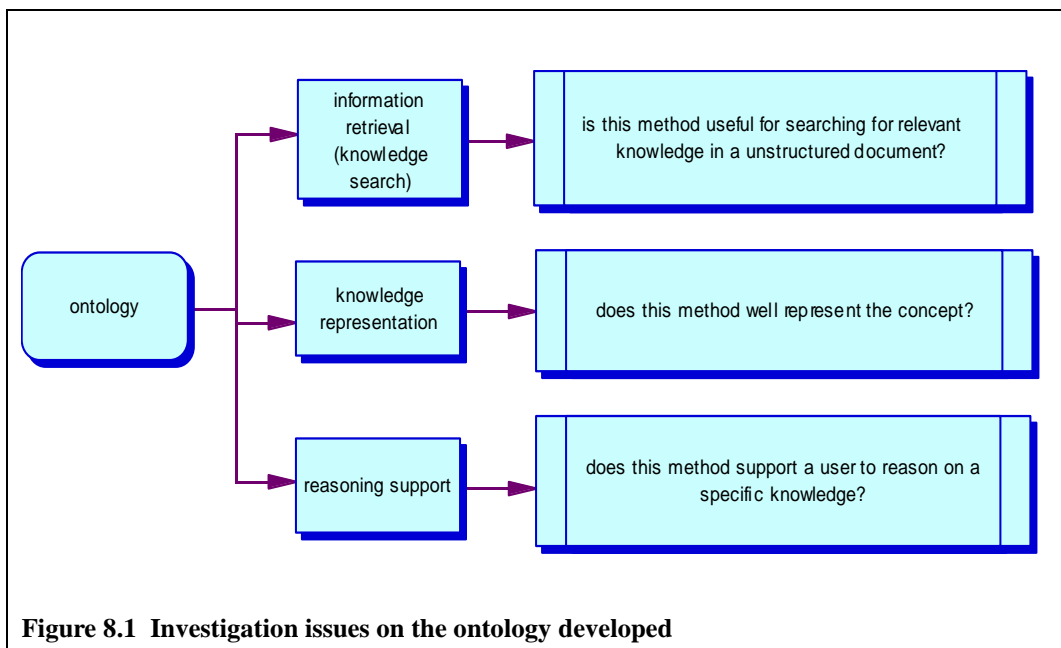 information
retrieval
(knowledge
search)
is this method useful for searching for relevant
knowledge in a unstructured document?
ontology
knowledge
representation
does this method well represent the concept?
reasoning support
does this method support a user to reason on a
specific knowledge?
Figure 8.1 Investigation issues on the ontology developed